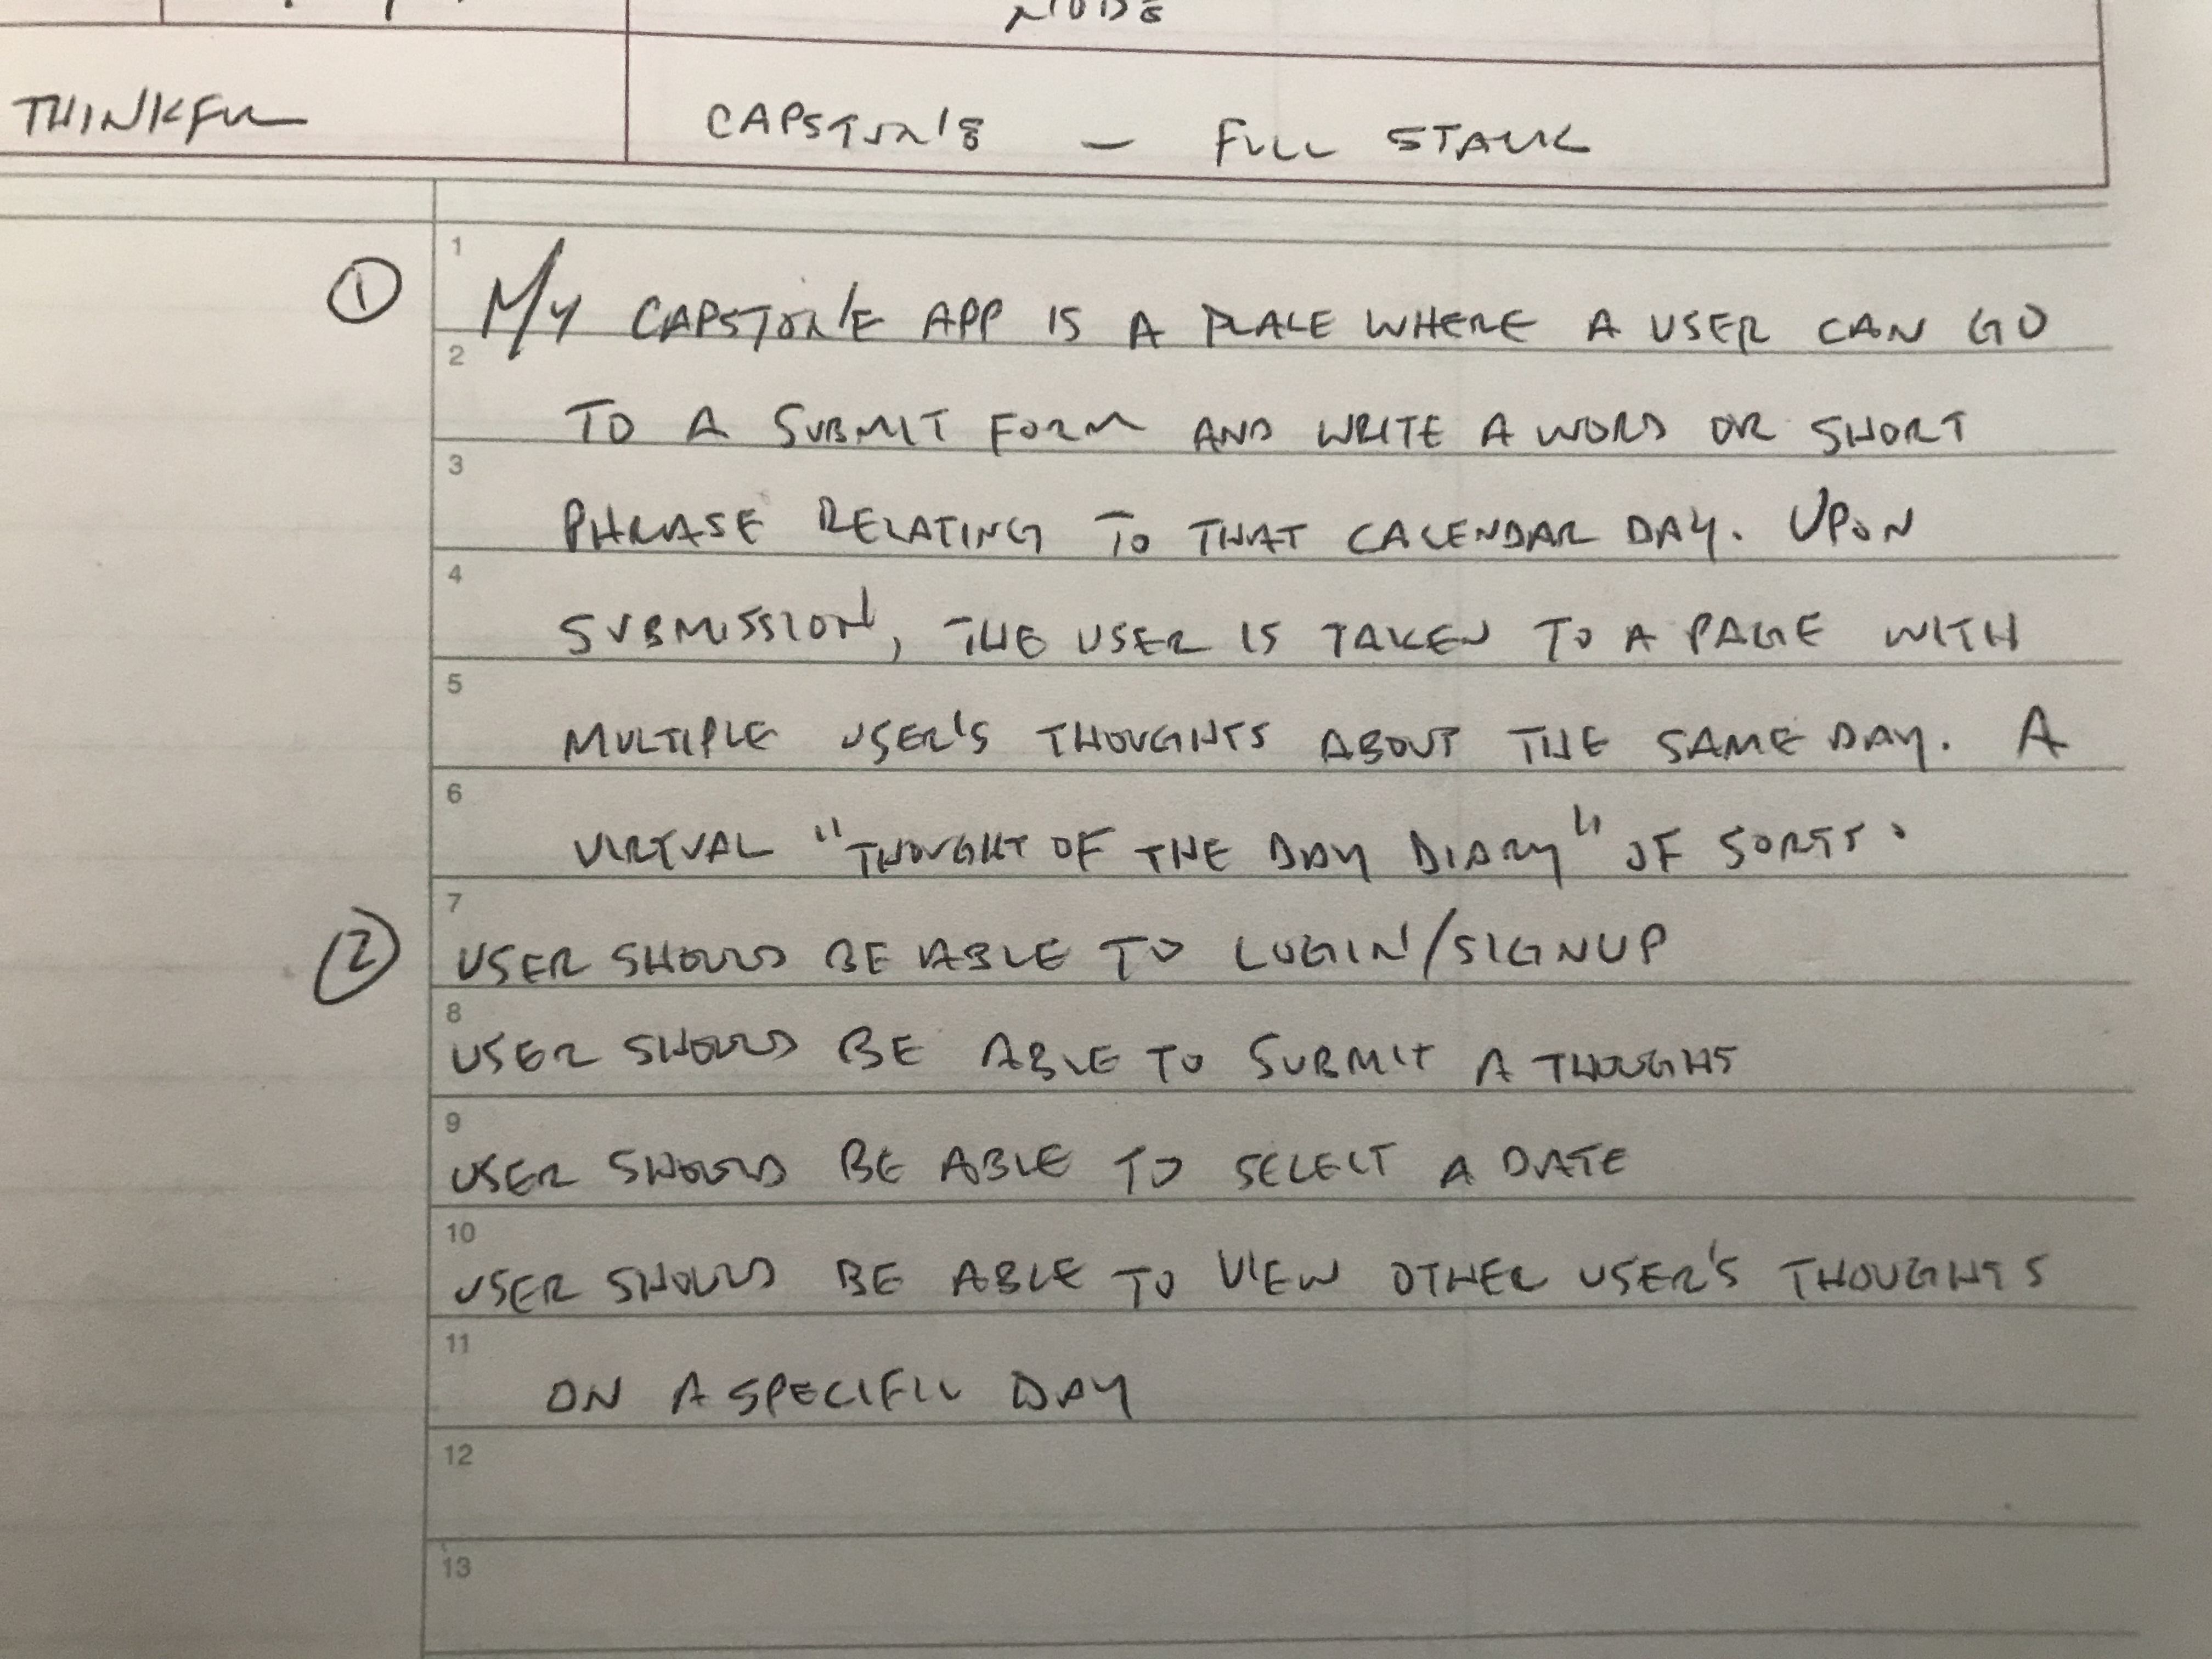 NODE
THINKFUL
CAPSTONE — FULL STACK
1
① MY CAPSTONE APP IS A PLACE WHERE A USER CAN GO
2
TO A SUBMIT FORM AND WRITE A WORD OR SHORT
3
PHRASE RELATING TO THAT CALENDAR DAY. UPON
4
SUBMISSION, THE USER IS TAKEN TO A PAGE WITH
5
MULTIPLE USER'S THOUGHTS ABOUT THE SAME DAY. A
6
VIRTUAL "THOUGHT OF THE DAY DIARY" OF SORTS.
7
② USER SHOULD BE ABLE TO LOGIN/SIGNUP
8
USER SHOULD BE ABLE TO SUBMIT A THOUGHT
9
USER SHOULD BE ABLE TO SELECT A DATE
10
USER SHOULD BE ABLE TO VIEW OTHER USER'S THOUGHTS
11
ON A SPECIFIC DAY
12
13